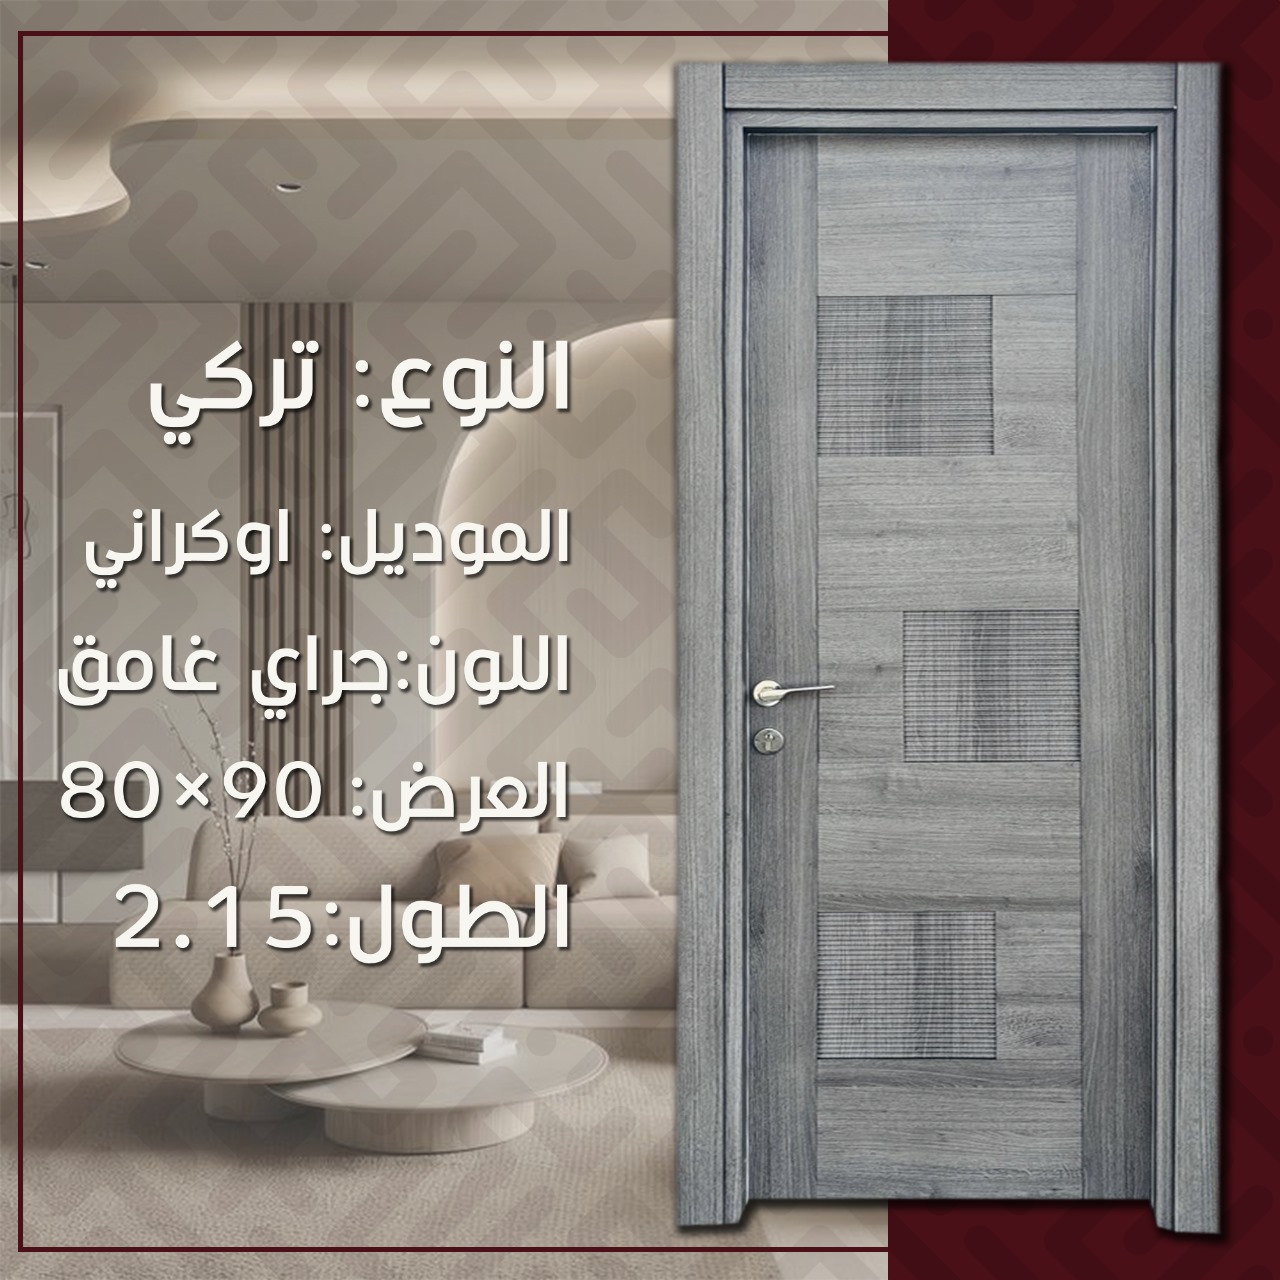 النوع: تركي
الموديل: اوكراني
اللون:جراي غامق
العرض: 90×80
الطول:2.15